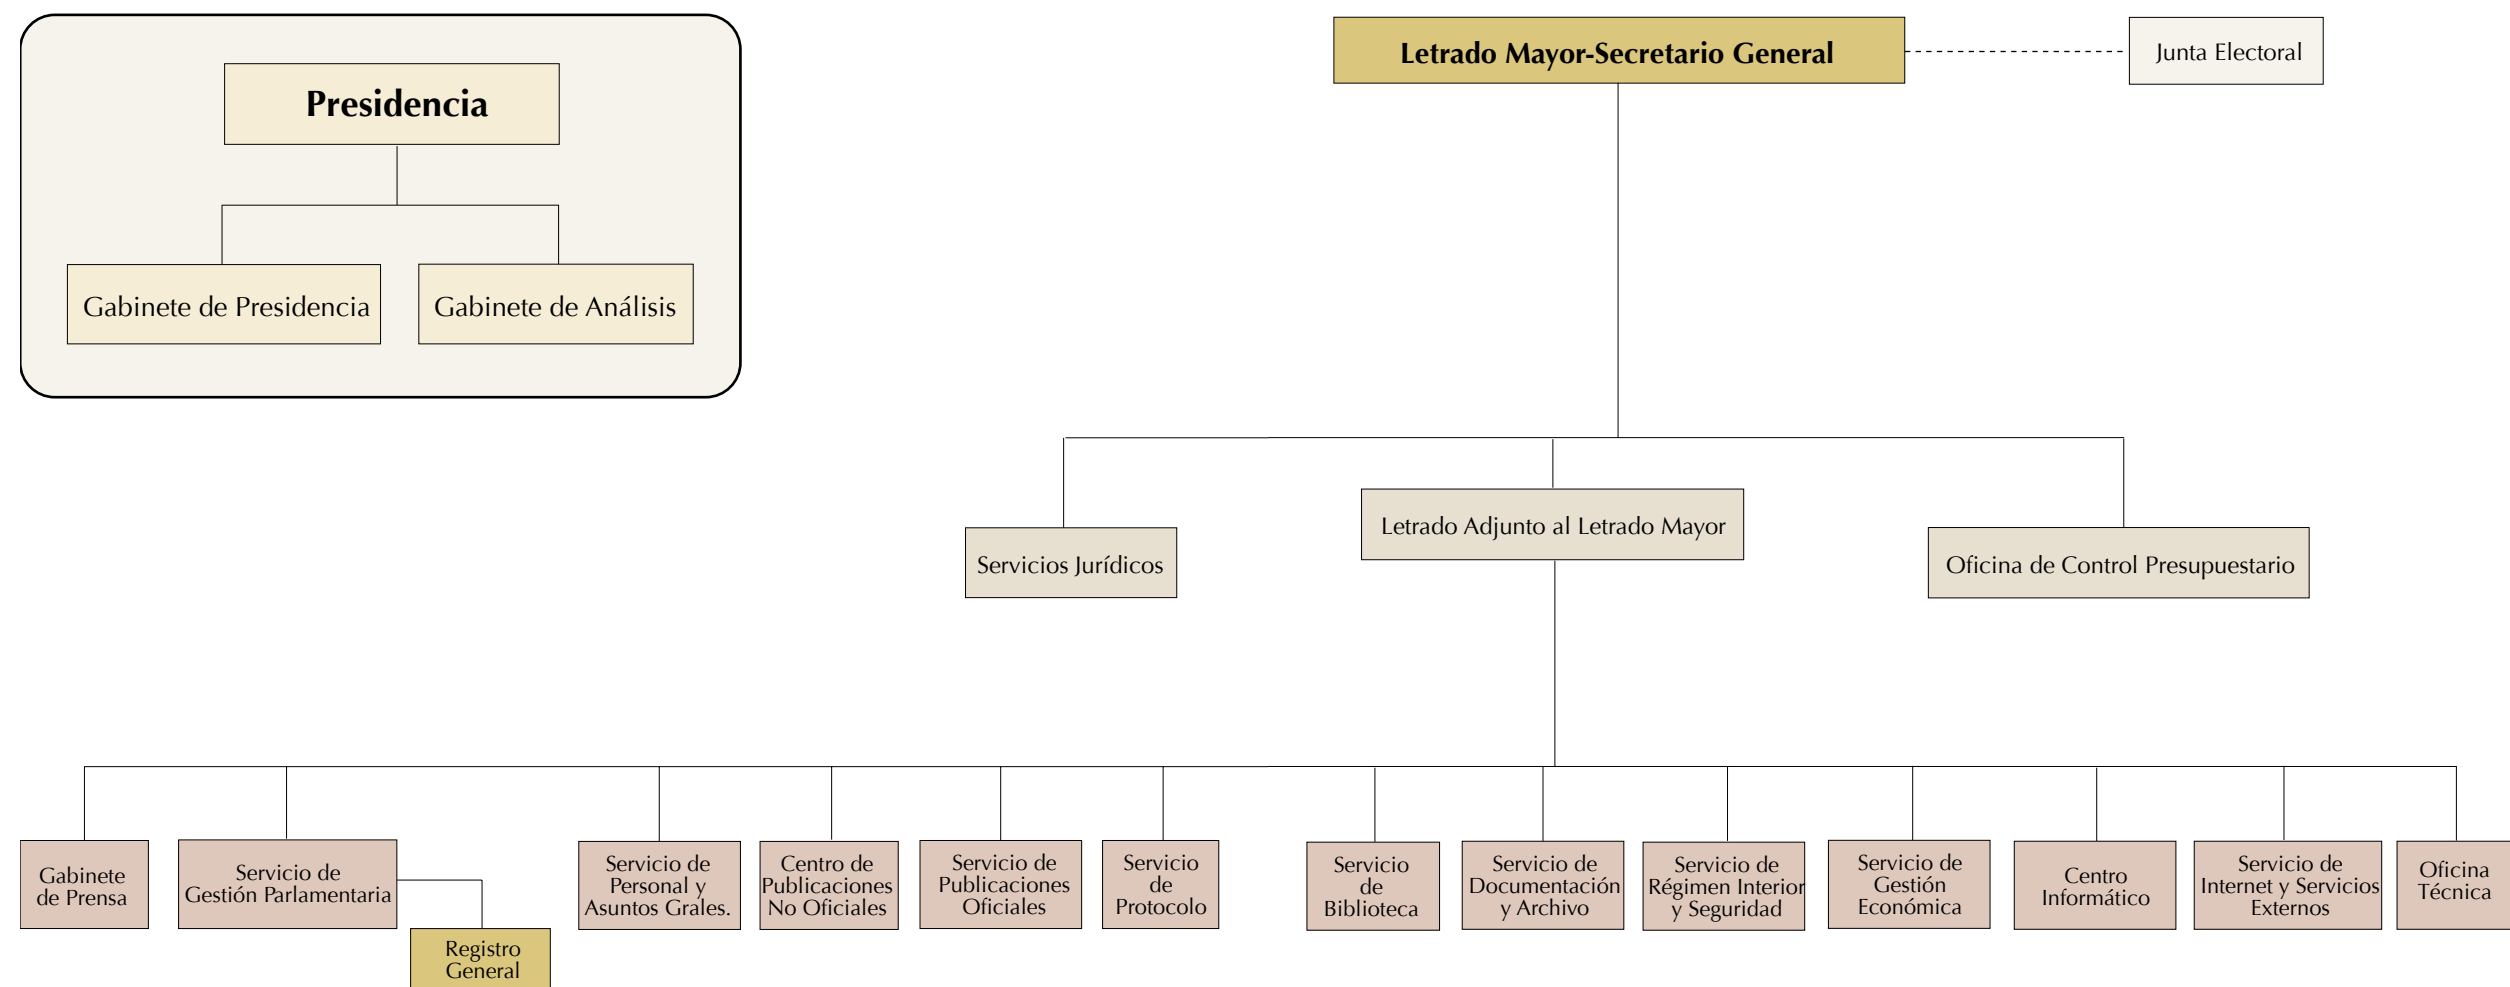 Presidencia
Gabinete de Presidencia
Gabinete de Análisis
Letrado Mayor-Secretario General
Junta Electoral
Servicios Jurídicos
Letrado Adjunto al Letrado Mayor
Oficina de Control Presupuestario
Gabinete
de Prensa
Servicio de
Gestión Parlamentaria
Registro
General
Servicio de
Personal y
Asuntos Grales.
Centro de
Publicaciones
No Oficiales
Servicio de
Publicaciones
Oficiales
Servicio
de
Protocolo
Servicio
de
Biblioteca
Servicio de
Documentación
y Archivo
Servicio de
Régimen Interior
y Seguridad
Servicio de
Gestión
Económica
Centro
Informático
Servicio de
Internet y Servicios
Externos
Oficina
Técnica